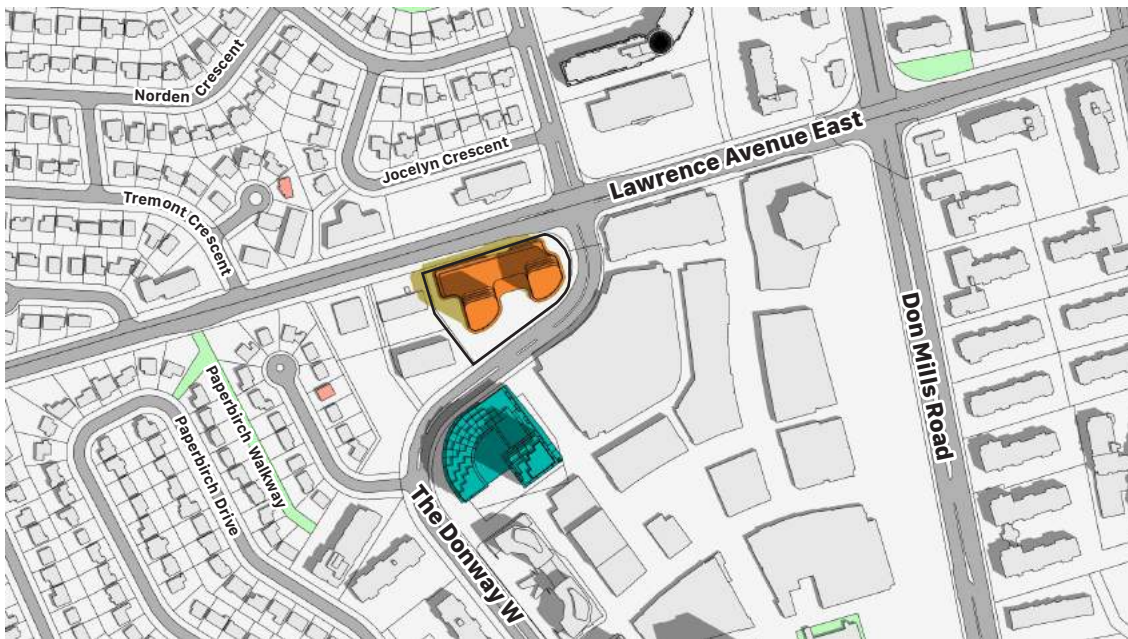 Norden Crescent
Jocelyn Crescent
Lawrence Avenue East
Tremont Crescent
Don Mills Road
Paperbirch Walkway
Paperbirch Drive
The Donway W